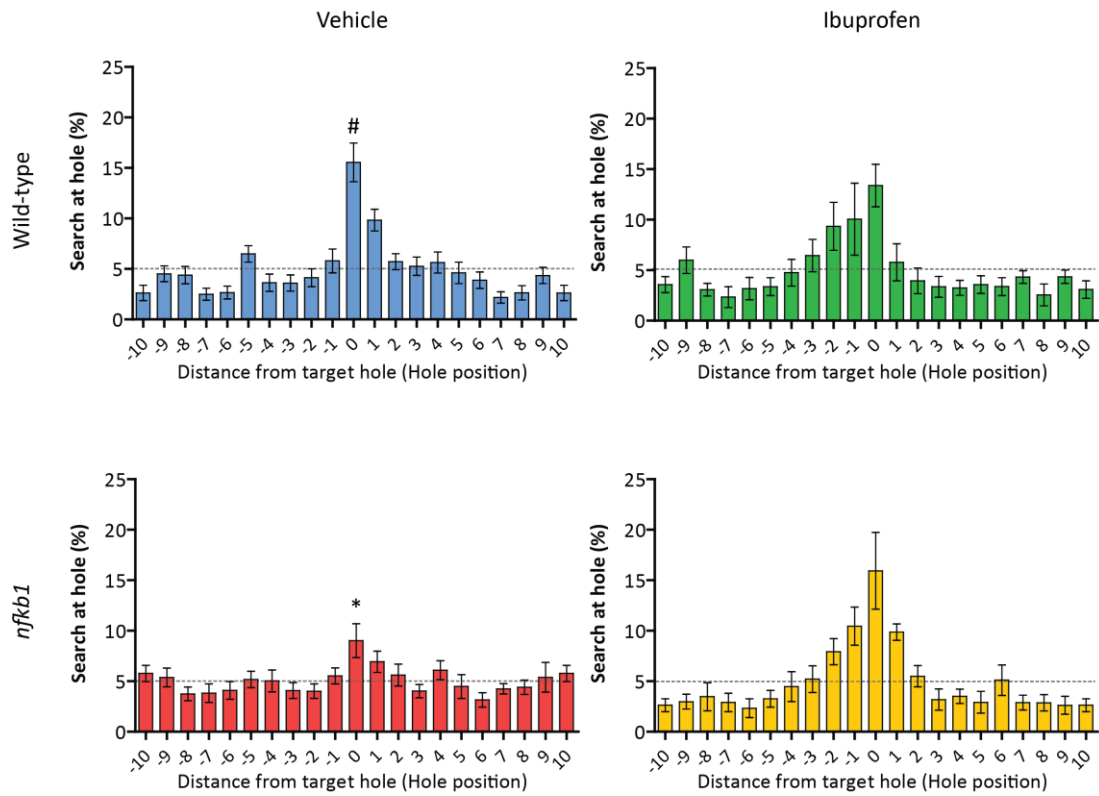 Vehicle
Ibuprofen
Wild-type
Search at hole (%)
25
20
15
10
5
0
#
-10 -9 -8 -7 -6 -5 -4 -3 -2 -1 0 1 2 3 4 5 6 7 8 9 10
Distance from target hole (Hole position)
Search at hole (%)
25
20
15
10
5
0
-10 -9 -8 -7 -6 -5 -4 -3 -2 -1 0 1 2 3 4 5 6 7 8 9 10
Distance from target hole (Hole position)
nfkb1
Search at hole (%)
25
20
15
10
5
0
*
-10 -9 -8 -7 -6 -5 -4 -3 -2 -1 0 1 2 3 4 5 6 7 8 9 10
Distance from target hole (Hole position)
Search at hole (%)
25
20
15
10
5
0
-10 -9 -8 -7 -6 -5 -4 -3 -2 -1 0 1 2 3 4 5 6 7 8 9 10
Distance from target hole (Hole position)